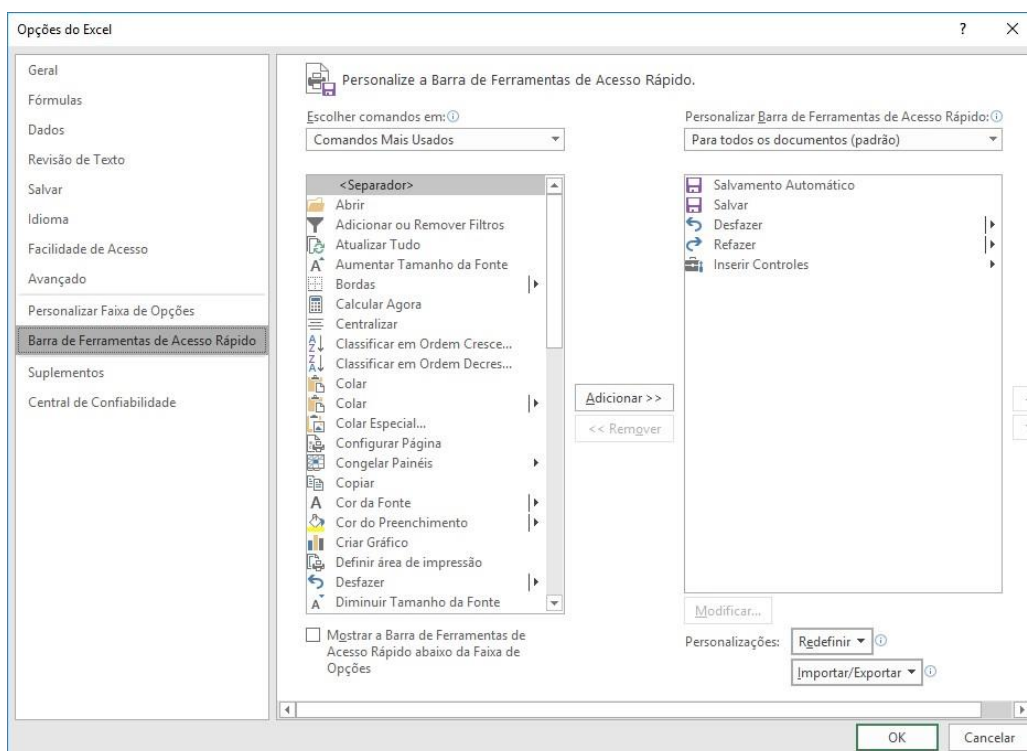 Opções do Excel
?
Geral
Fórmulas
Dados
Revisão de Texto
Salvar
Idioma
Facilidade de Acesso
Avançado
Personalizar Faixa de Opções
Barra de Ferramentas de Acesso Rápido
Suplementos
Central de Confiabilidade
Personalize a Barra de Ferramentas de Acesso Rápido.
Escolher comandos em:
Comandos Mais Usados
<Separador>
Abrir
Adicionar ou Remover Filtros
Atualizar Tudo
Aumentar Tamanho da Fonte
Bordas
Calcular Agora
Centralizar
Classificar em Ordem Cresce...
Classificar em Ordem Decres...
Colar
Colar
Colar Especial...
Configurar Página
Congelar Painéis
Copiar
Cor da Fonte
Cor do Preenchimento
Criar Gráfico
Definir área de impressão
Desfazer
Diminuir Tamanho da Fonte
Mostrar a Barra de Ferramentas de
Acesso Rápido abaixo da Faixa de
Opções
Adicionar >>
<< Remover
Personalizar Barra de Ferramentas de Acesso Rápido:
Para todos os documentos (padrão)
Salvamento Automático
Salvar
Desfazer
Refazer
Inserir Controles
Modificar...
Personalizações:
Redefinir
Importar/Exportar
OK
Cancelar